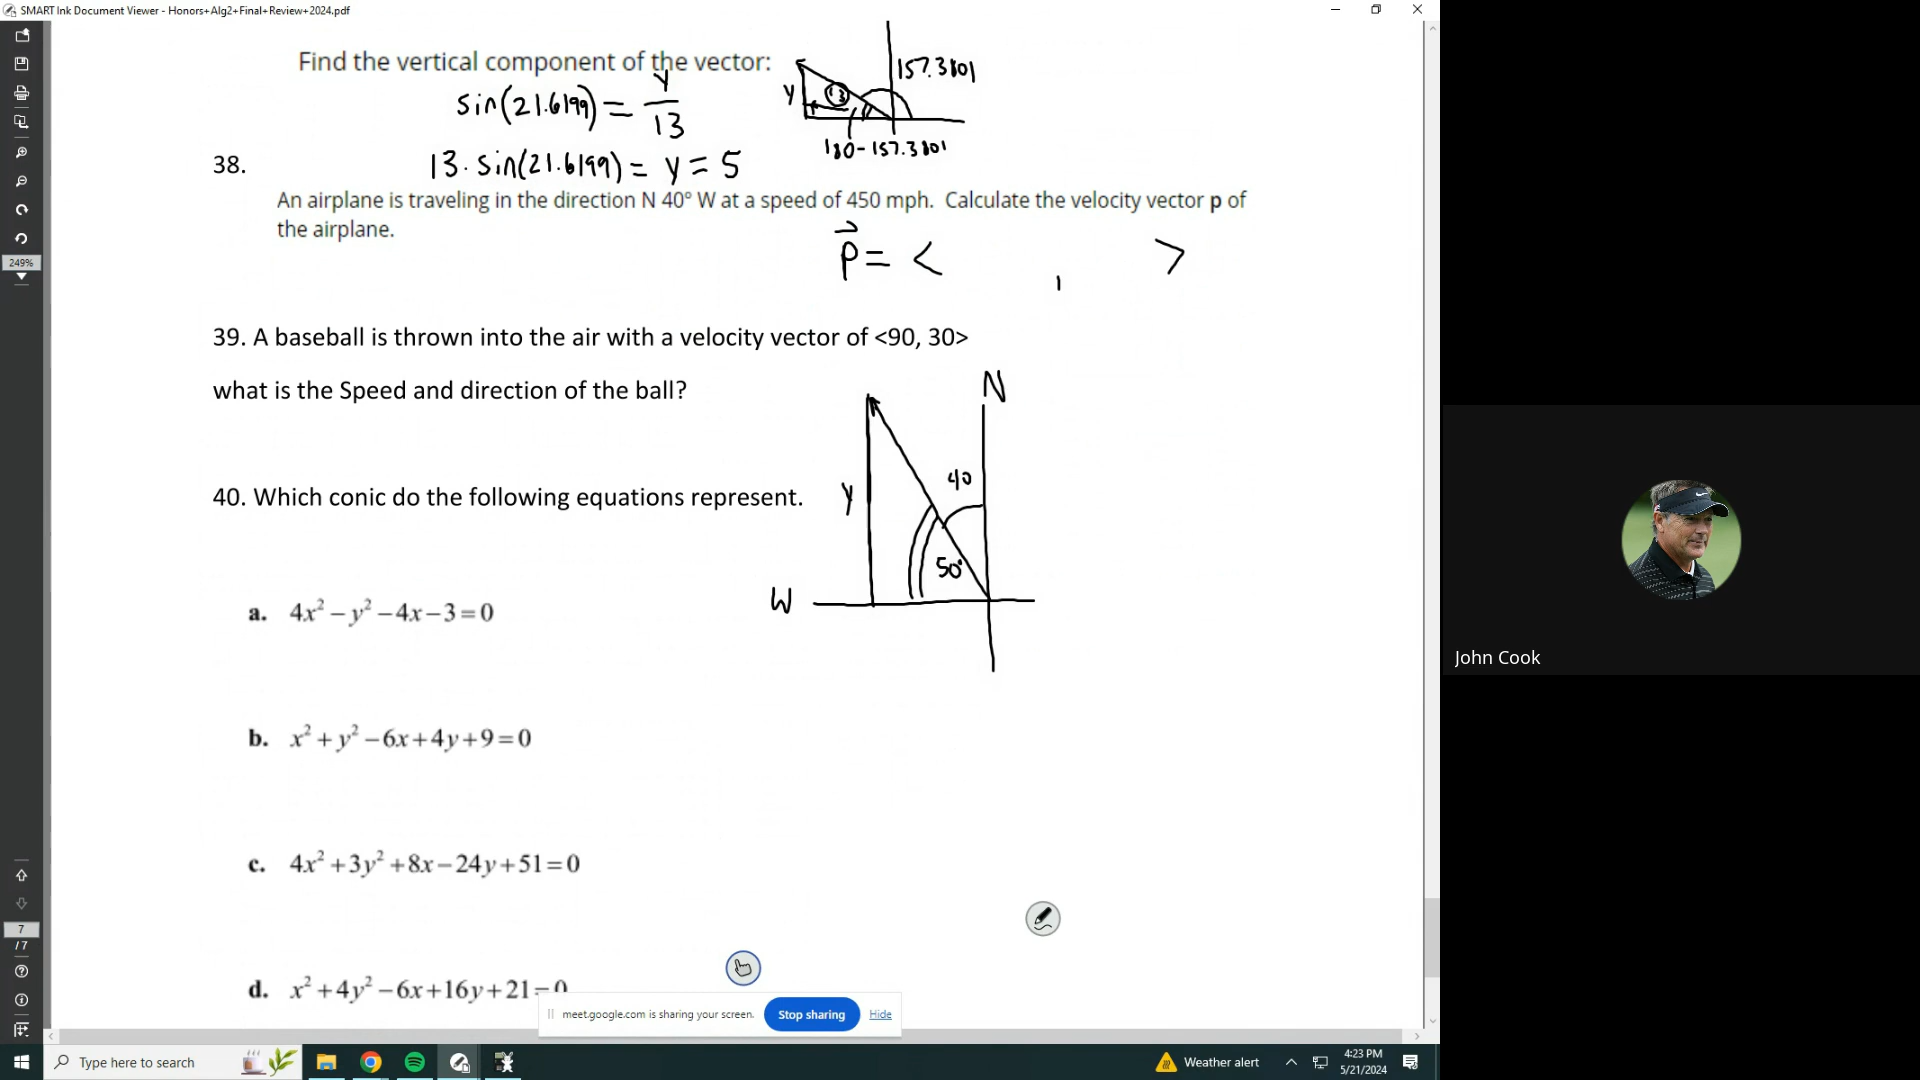 SMART Ink Document Viewer - Honors+Alg2+Final+Review+2024.pdf
Find the vertical component of the vector:
sin(21.6199) = y/13
y
13
157.3801
180-157.3801
38.
13 · sin(21.6199) = y = 5
An airplane is traveling in the direction N 40° W at a speed of 450 mph. Calculate the velocity vector p of
the airplane.
p⃗ = < , >
249%
39. A baseball is thrown into the air with a velocity vector of <90, 30>
what is the Speed and direction of the ball?
N
40
y
50°
W
40. Which conic do the following equations represent.
a. 4x² – y² – 4x – 3 = 0
b. x² + y² – 6x + 4y + 9 = 0
c. 4x² + 3y² + 8x – 24y + 51 = 0
d. x² + 4y² – 6x + 16y + 21 = 0
7
/ 7
meet.google.com is sharing your screen.
Stop sharing
Hide
John Cook
Type here to search
Weather alert
4:23 PM
5/21/2024